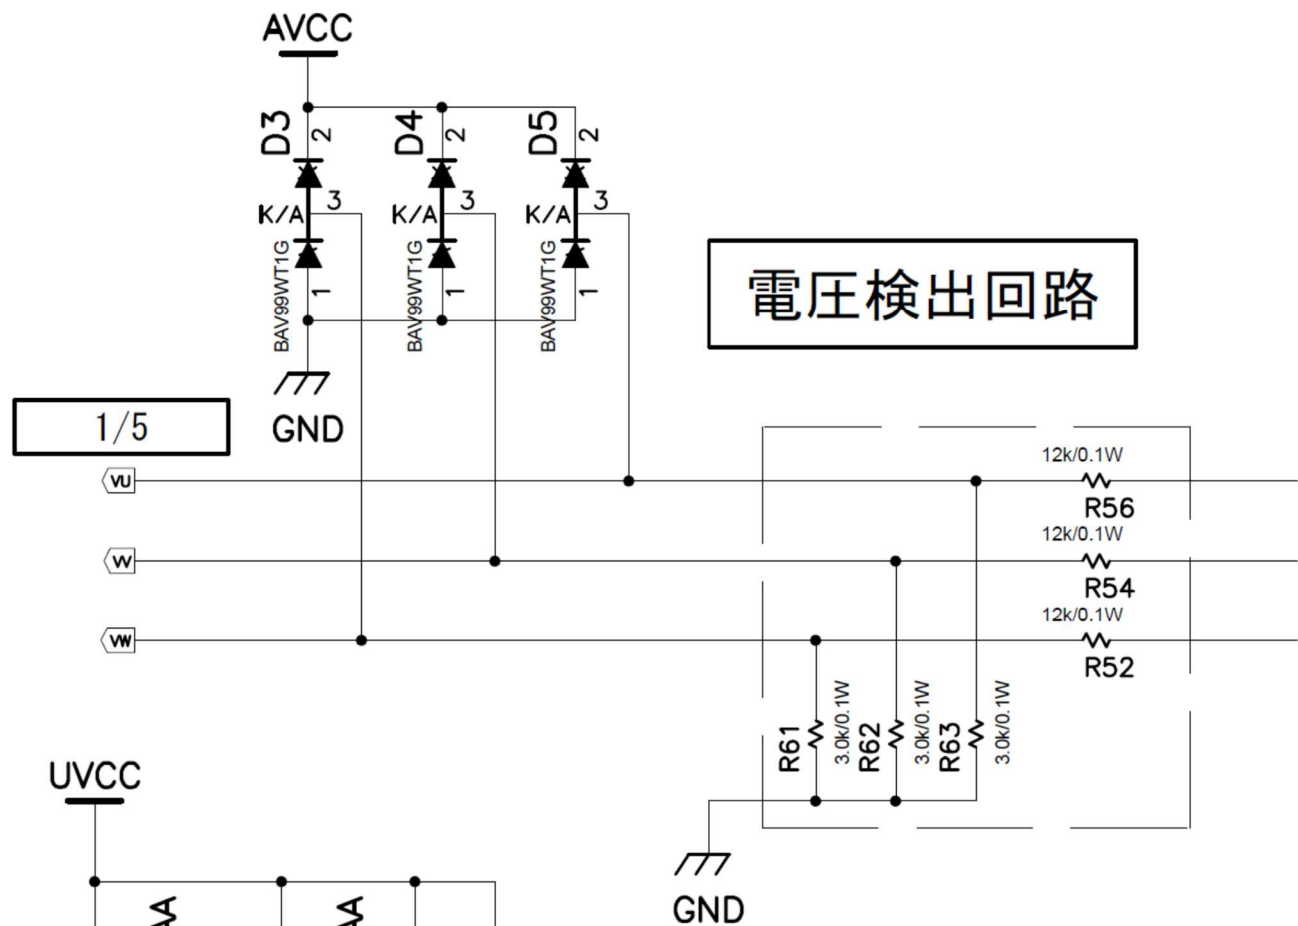 AVCC
D3
2
D4
2
D5
2
K/A
3
K/A
3
K/A
3
BAV99WT1G
1
BAV99WT1G
1
BAV99WT1G
1
GND
電圧検出回路
1/5
VU
VV
VW
12k/0.1W
R56
12k/0.1W
R54
12k/0.1W
R52
R61
3.0k/0.1W
R62
3.0k/0.1W
R63
3.0k/0.1W
GND
UVCC